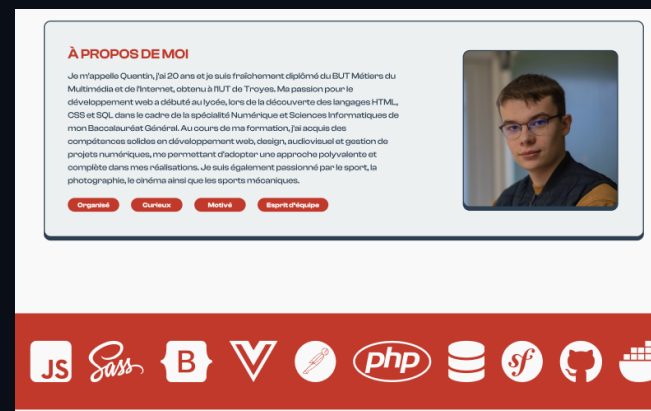 À PROPOS DE MOI
Je m'appelle Quentin, j'ai 20 ans et je suis fraîchement diplômé du BUT Métiers du
Multimédia et de l'Internet, obtenu à l'IUT de Troyes. Ma passion pour le
développement web a débuté au lycée, lors de la découverte des langages HTML,
CSS et SQL dans le cadre de la spécialité Numérique et Sciences Informatiques de
mon Baccalauréat Général. Au cours de ma formation, j'ai acquis des
compétences solides en développement web, design, audiovisuel et gestion de
projets numériques, me permettant d'adopter une approche polyvalente et
complète dans mes réalisations. Je suis également passionné par le sport, la
photographie, le cinéma ainsi que les sports mécaniques.
Organisé Curieux Motivé Esprit d'équipe
JS Sass B php sf